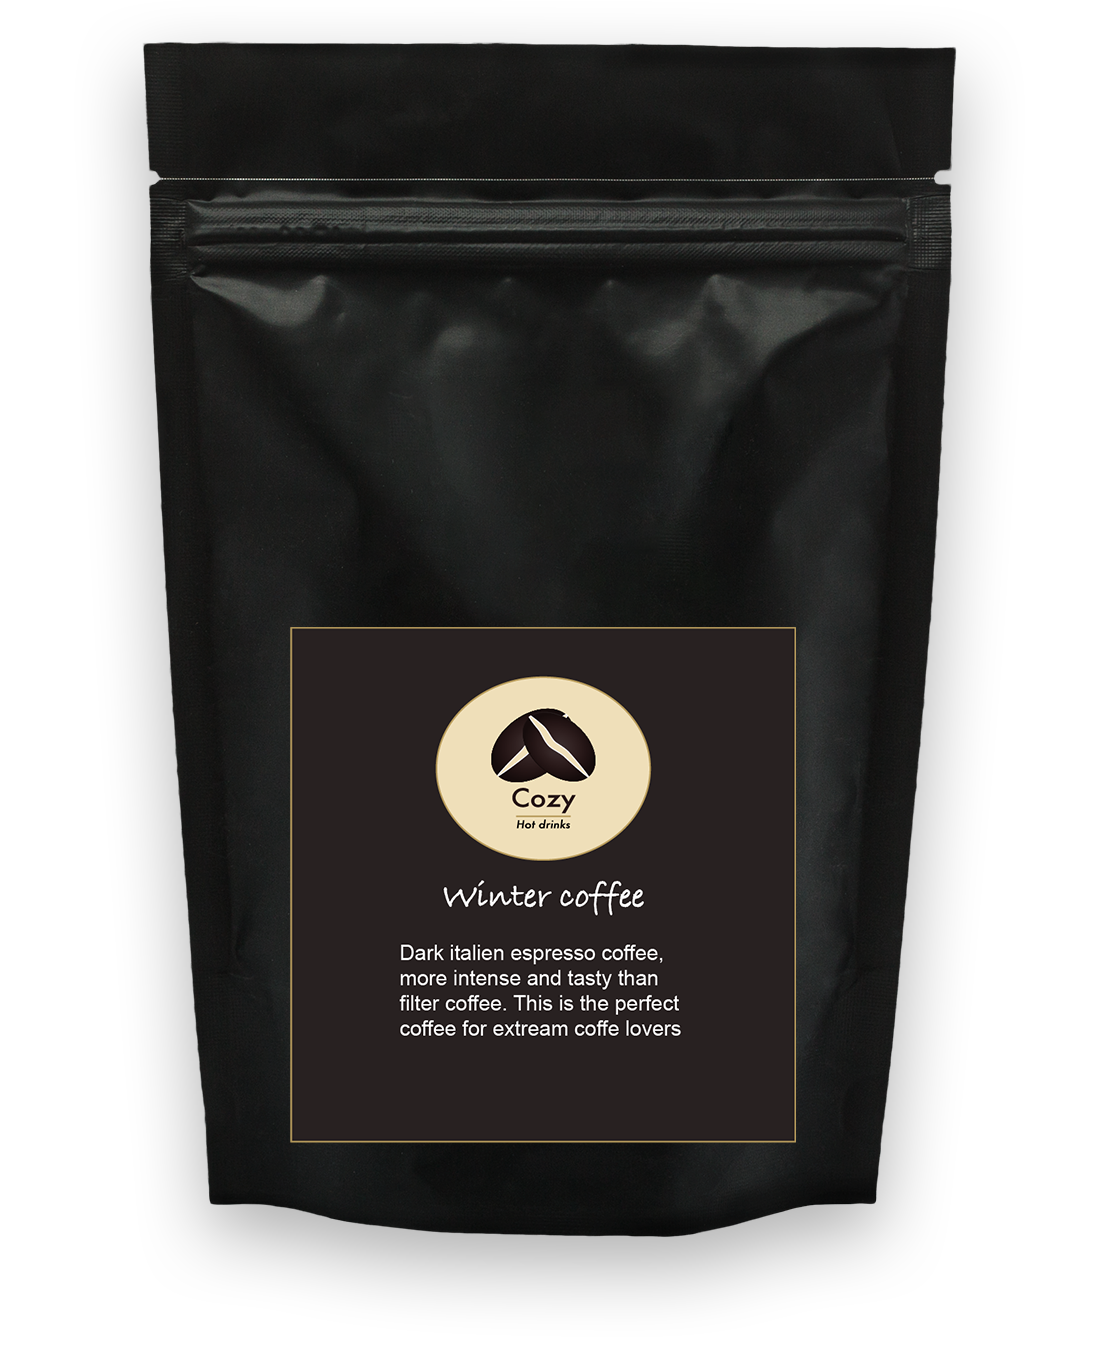 Cozy
Hot drinks
Winter coffee
Dark italien espresso coffee,
more intense and tasty than
filter coffee. This is the perfect
coffee for extream coffe lovers